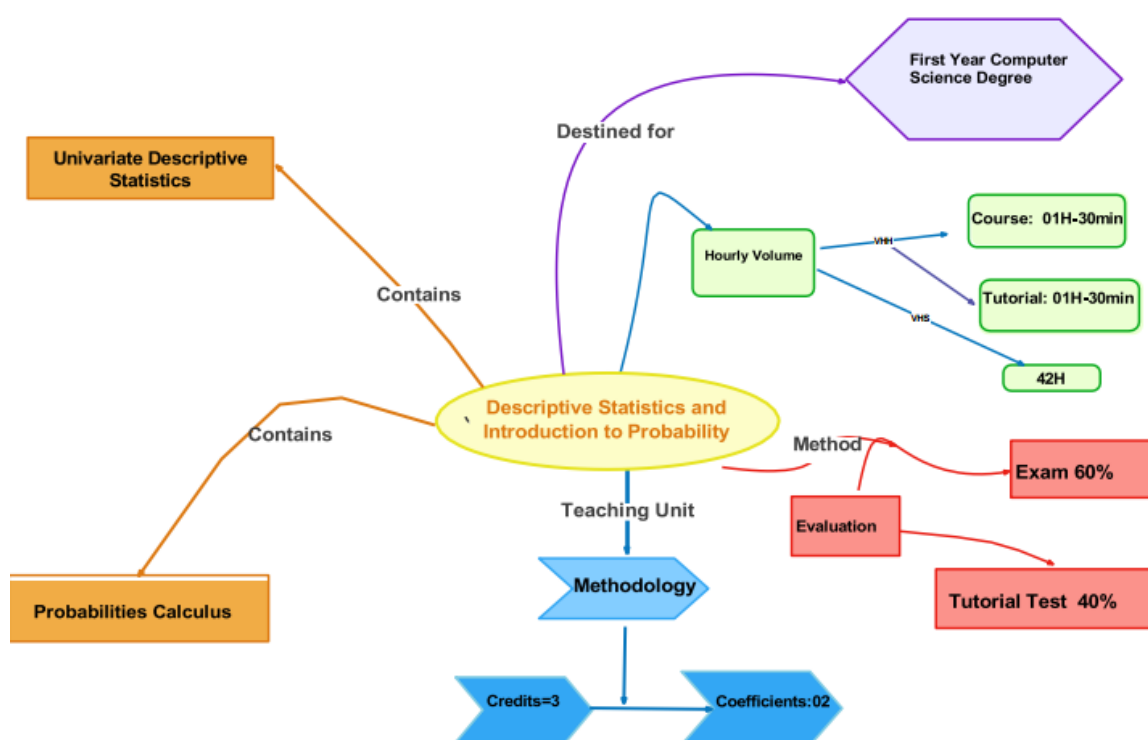 First Year Computer
Science Degree
Destined for
Univariate Descriptive
Statistics
Course:  01H-30min
Hourly Volume
VHH
Tutorial: 01H-30min
Contains
VHS
42H
Descriptive Statistics and
Introduction to Probability
Contains
Method
Exam 60%
Teaching Unit
Evaluation
Methodology
Tutorial Test  40%
Probabilities Calculus
Credits=3
Coefficients:02